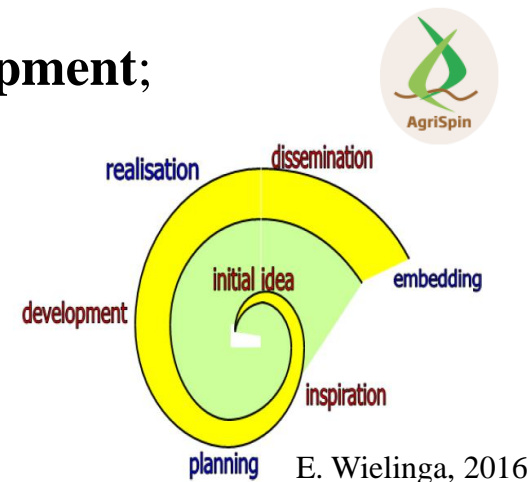 pment;
AgriSpin
dissemination
realisation
initial idea
embedding
development
inspiration
planning
E. Wielinga, 2016